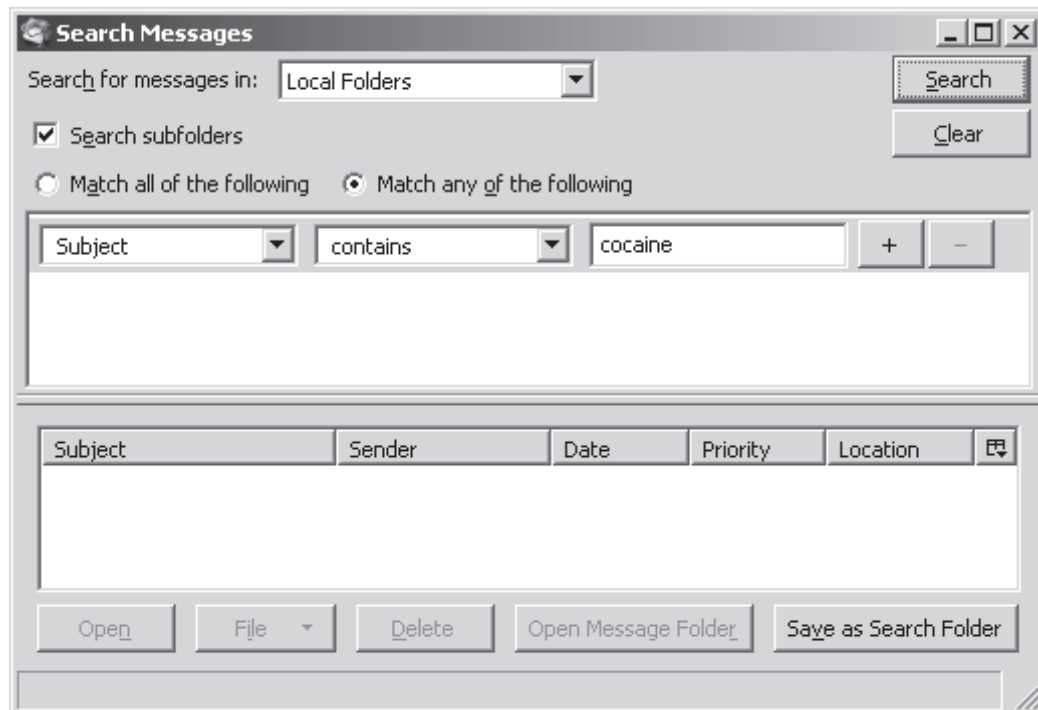 Search Messages
Search for messages in: Local Folders Search
Search subfolders Clear
Match all of the following Match any of the following
Subject contains cocaine + −
Subject Sender Date Priority Location
Open File Delete Open Message Folder Save as Search Folder